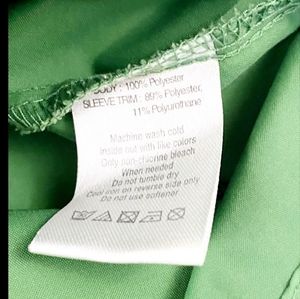 BODY : 100% Polyester
SLEEVE TRIM : 89% Polyester,
11% Polyurethane
Machine wash cold
Inside out with like colors
Only non-chlorine bleach
When needed
Do not tumble dry
Cool iron on reverse side only
Do not use softener